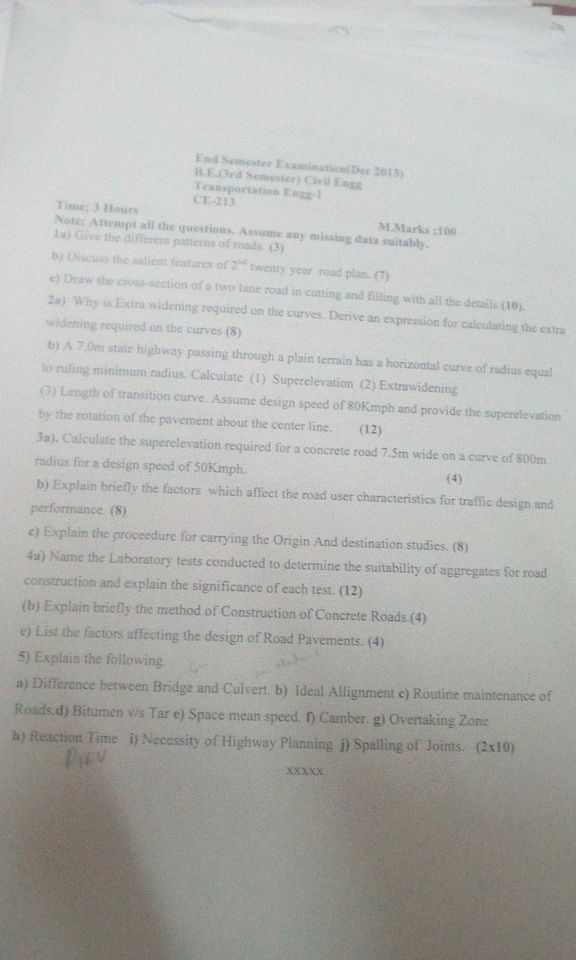 End Semester Examination(Dec 2013)
B.E.(3rd Semester) Civil Engg
Transportation Engg-I
CE-213
Time; 3 Hours M.Marks :100
Note: Attempt all the questions. Assume any missing data suitably.
1a) Give the different patterns of roads. (3)
b) Discuss the salient features of 2nd twenty year road plan. (7)
c) Draw the cross-section of a two lane road in cutting and filling with all the details (10).
2a) Why is Extra widening required on the curves. Derive an expression for calculating the extra
widening required on the curves (8)
b) A 7.0m state highway passing through a plain terrain has a horizontal curve of radius equal
to ruling minimum radius. Calculate (1) Superelevation (2) Extrawidening
(3) Length of transition curve. Assume design speed of 80Kmph and provide the superelevation
by the rotation of the pavement about the center line. (12)
3a). Calculate the superelevation required for a concrete road 7.5m wide on a curve of 800m
radius for a design speed of 50Kmph. (4)
b) Explain briefly the factors which affect the road user characteristics for traffic design and
performance. (8)
c) Explain the proceedure for carrying the Origin And destination studies. (8)
4a) Name the Laboratory tests conducted to determine the suitability of aggregates for road
construction and explain the significance of each test. (12)
(b) Explain briefly the method of Construction of Concrete Roads.(4)
c) List the factors affecting the design of Road Pavements. (4)
5) Explain the following.
a) Difference between Bridge and Culvert. b) Ideal Allignment c) Routine maintenance of
Roads.d) Bitumen v/s Tar e) Space mean speed. f) Camber. g) Overtaking Zone
h) Reaction Time i) Necessity of Highway Planning j) Spalling of Joints. (2x10)
PIEV
XXXXX